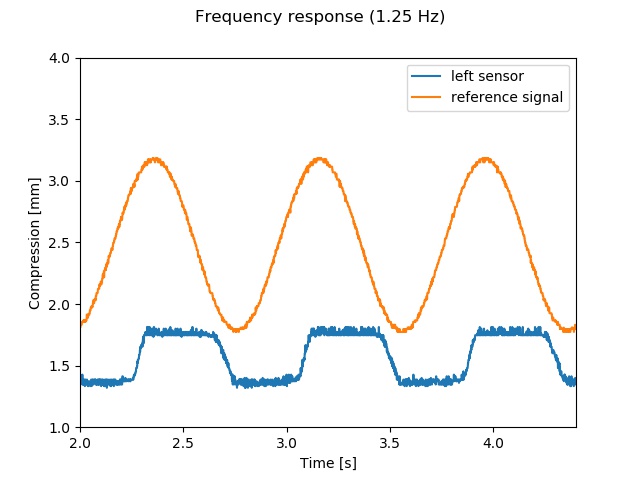 Frequency response (1.25 Hz)
4.0
3.5
3.0
2.5
2.0
1.5
1.0
Compression [mm]
left sensor
reference signal
2.0 2.5 3.0 3.5 4.0
Time [s]